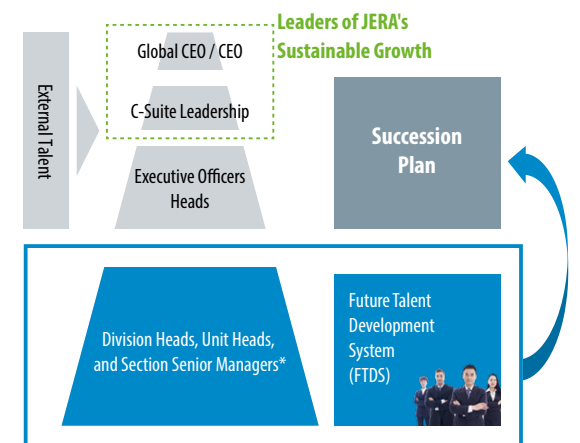 Leaders of JERA's
Sustainable Growth
Global CEO / CEO
C-Suite Leadership
External Talent
Executive Officers
Heads
Succession
Plan
Division Heads, Unit Heads,
and Section Senior Managers*
Future Talent
Development
System
(FTDS)